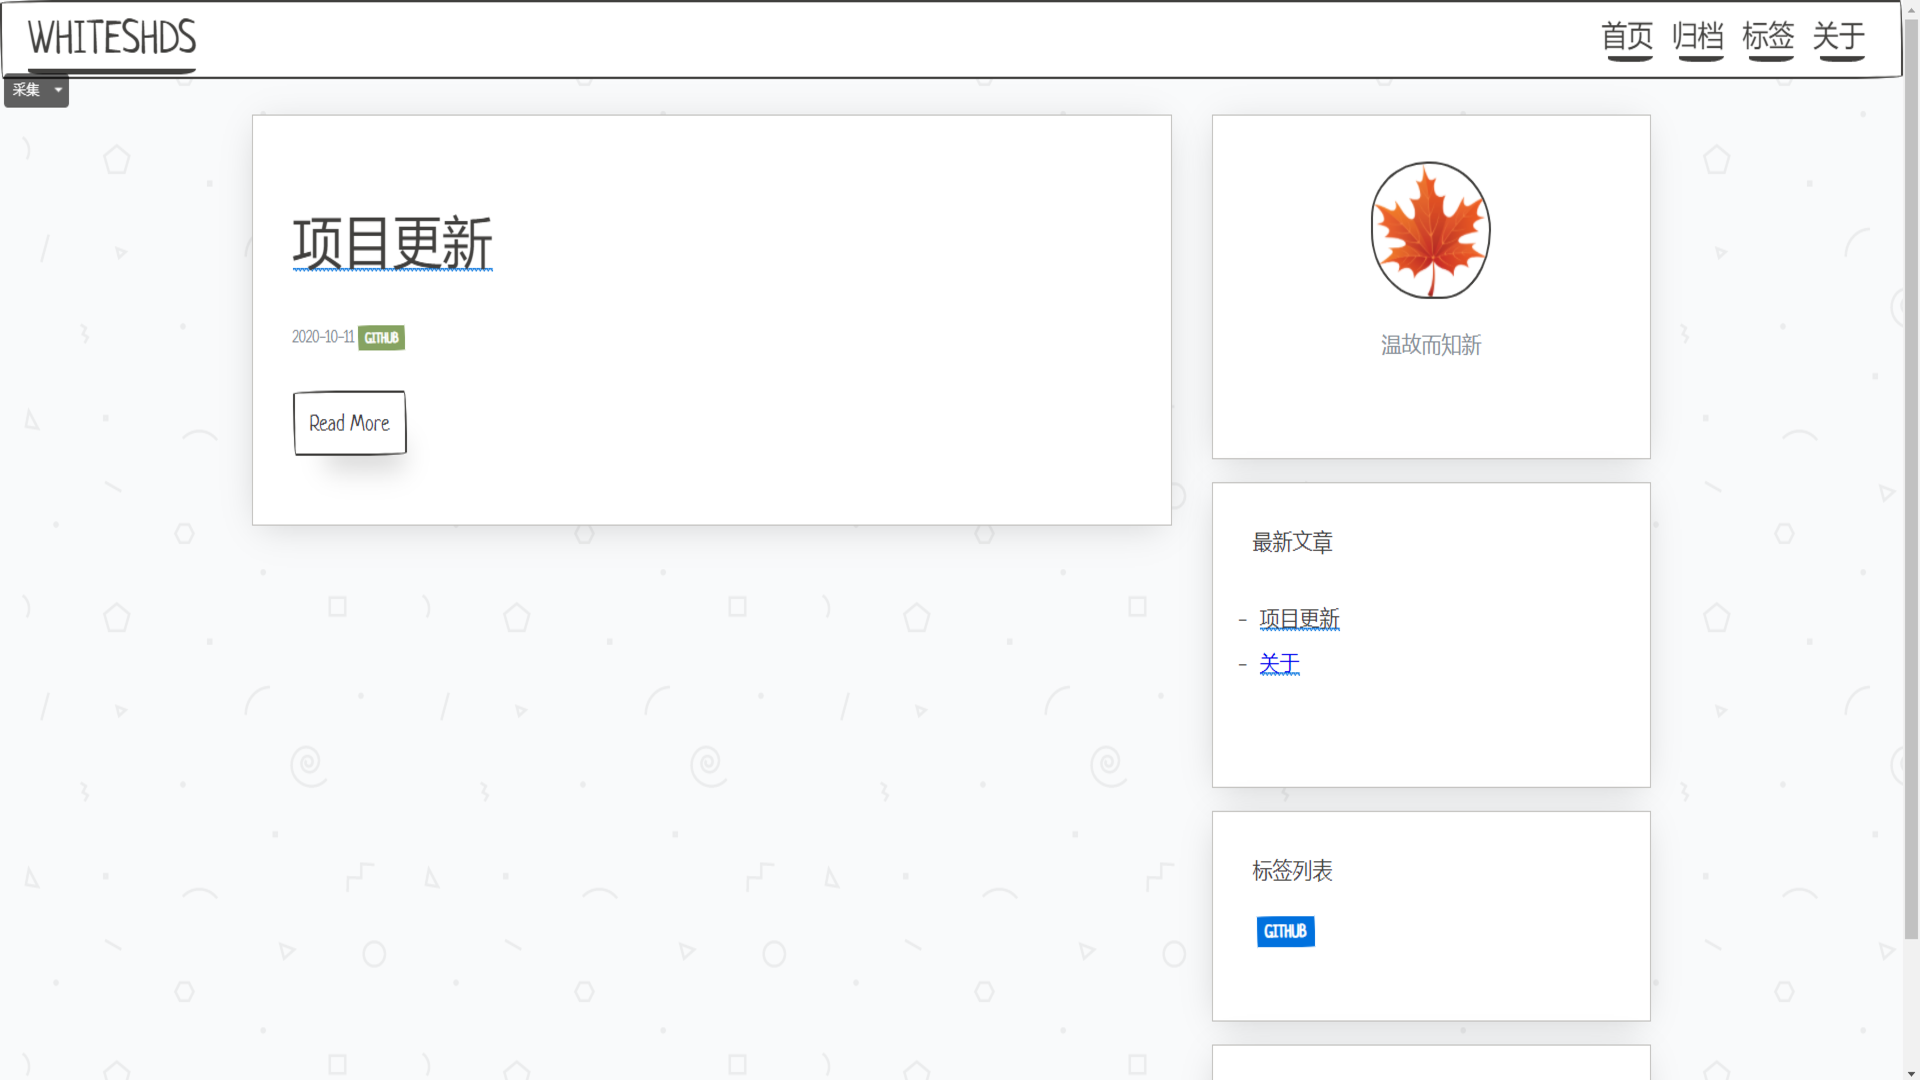 WHITESHDS
首页 归档 标签 关于
采集
项目更新
2020-10-11 GITHUB
Read More
温故而知新
最新文章
- 项目更新
- 关于
标签列表
GITHUB